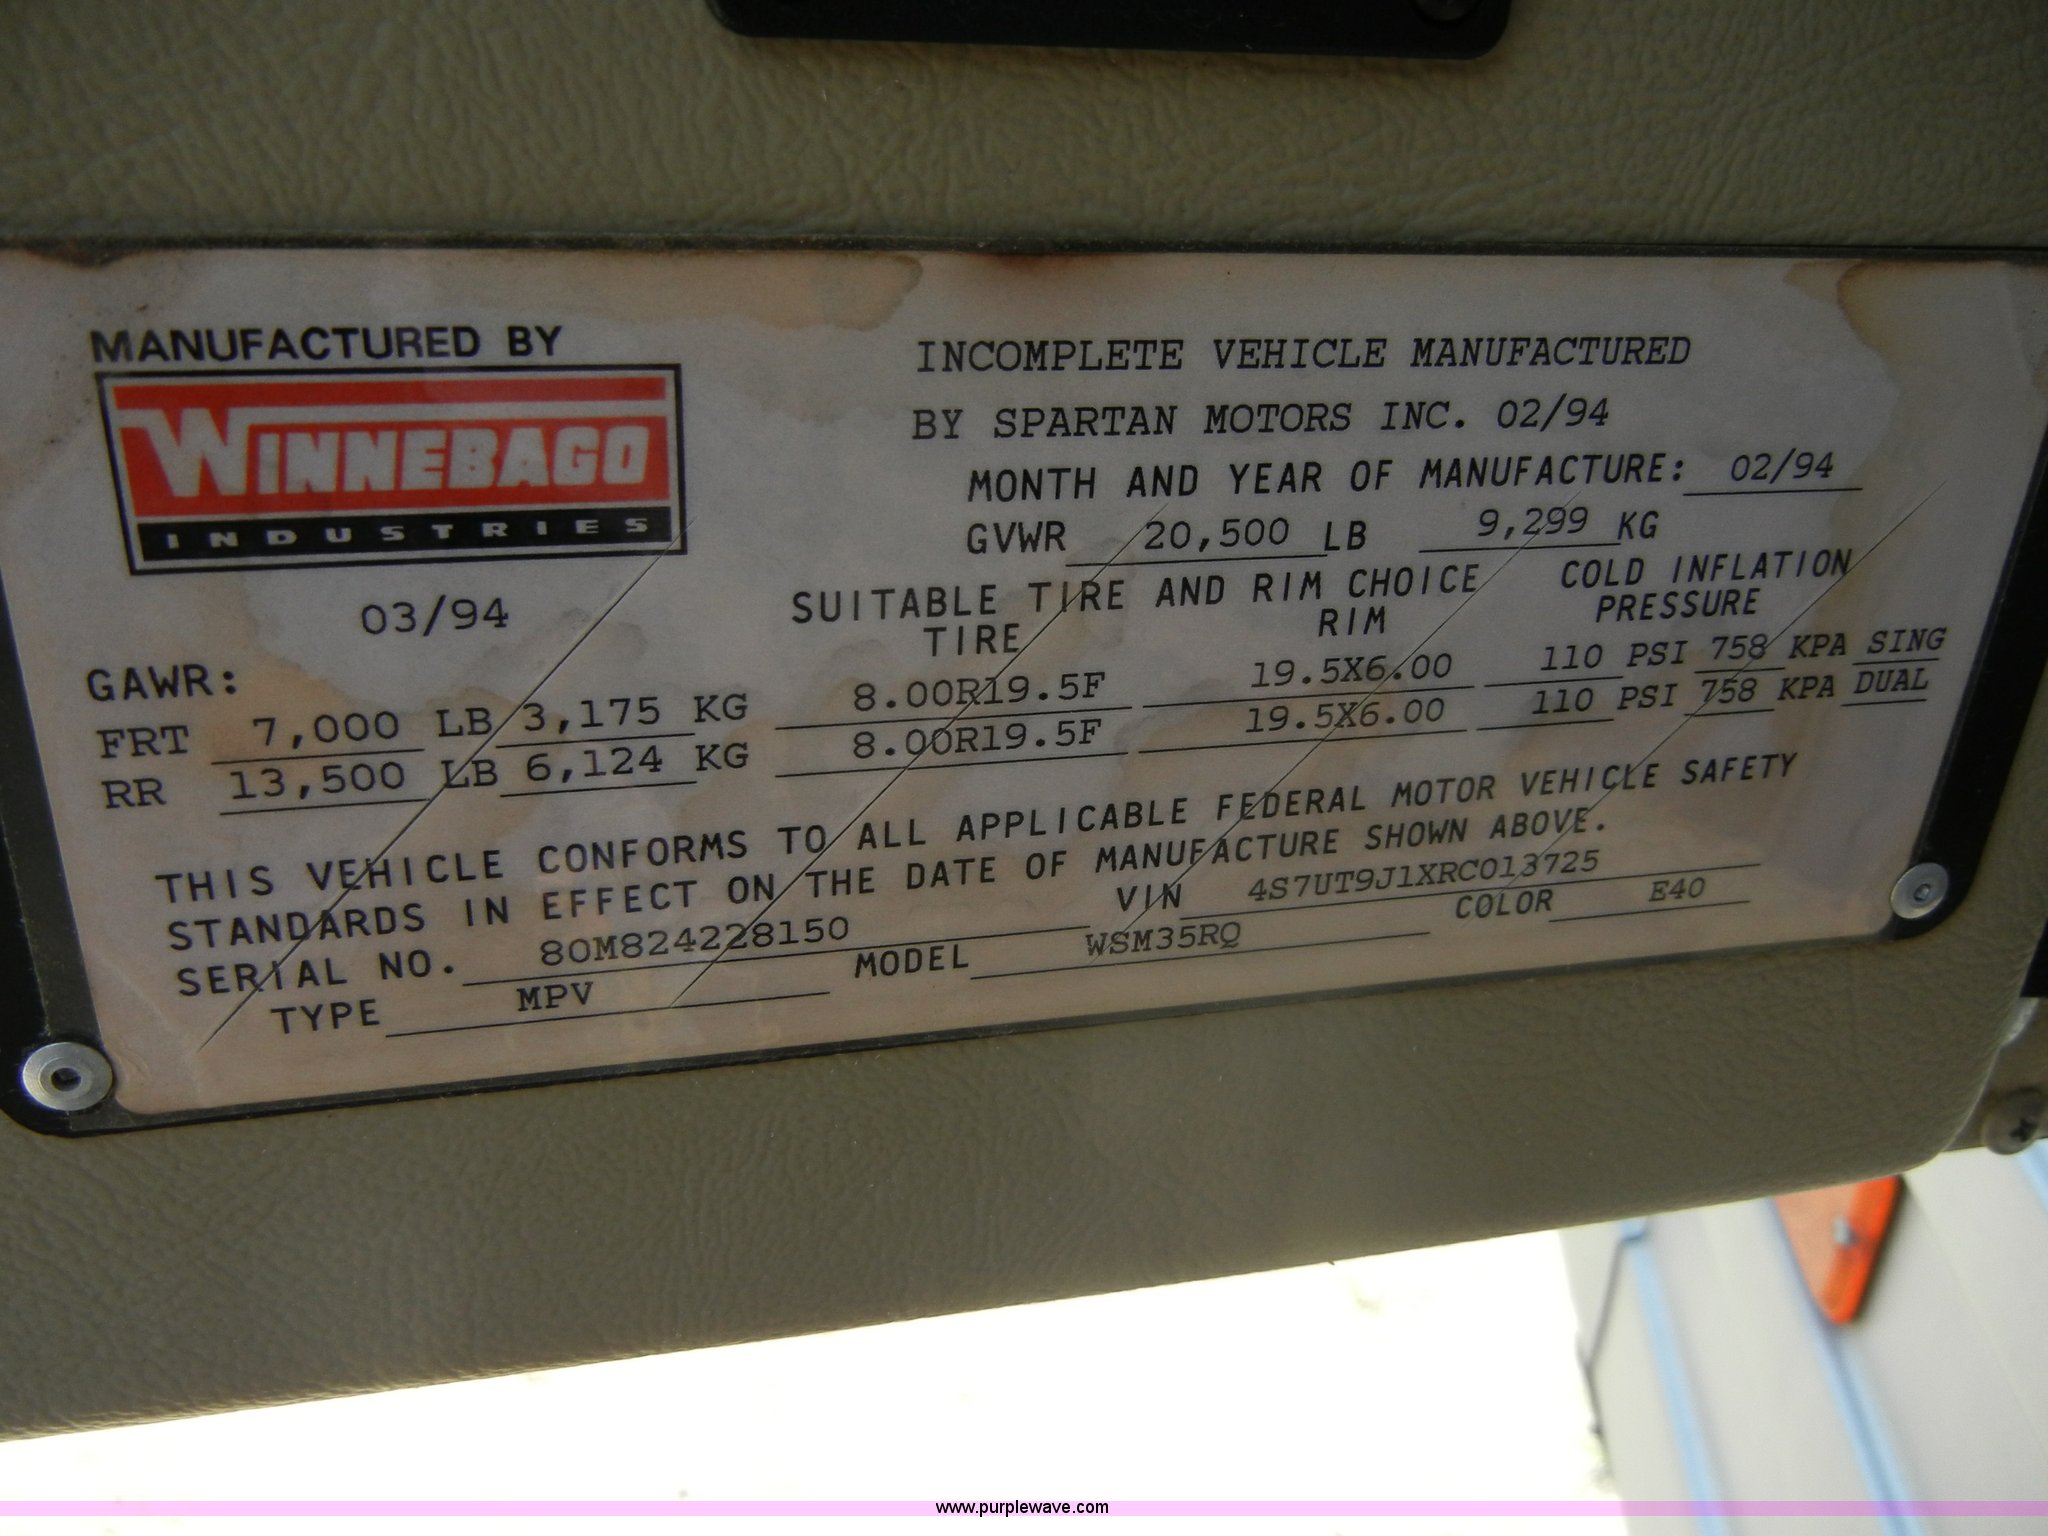 MANUFACTURED BY
WINNEBAGO
INDUSTRIES
03/94
INCOMPLETE VEHICLE MANUFACTURED
BY SPARTAN MOTORS INC. 02/94
MONTH AND YEAR OF MANUFACTURE: 02/94
GVWR 20,500 LB 9,299 KG
SUITABLE TIRE AND RIM CHOICE COLD INFLATION
TIRE RIM PRESSURE
GAWR:
FRT 7,000 LB 3,175 KG 8.00R19.5F 19.5X6.00 110 PSI 758 KPA SING
RR 13,500 LB 6,124 KG 8.00R19.5F 19.5X6.00 110 PSI 758 KPA DUAL
THIS VEHICLE CONFORMS TO ALL APPLICABLE FEDERAL MOTOR VEHICLE SAFETY
STANDARDS IN EFFECT ON THE DATE OF MANUFACTURE SHOWN ABOVE.
SERIAL NO. 80M824228150 VIN 4S7UT9J1XRC013725
TYPE MPV MODEL WSM35RQ COLOR E40
www.purplewave.com